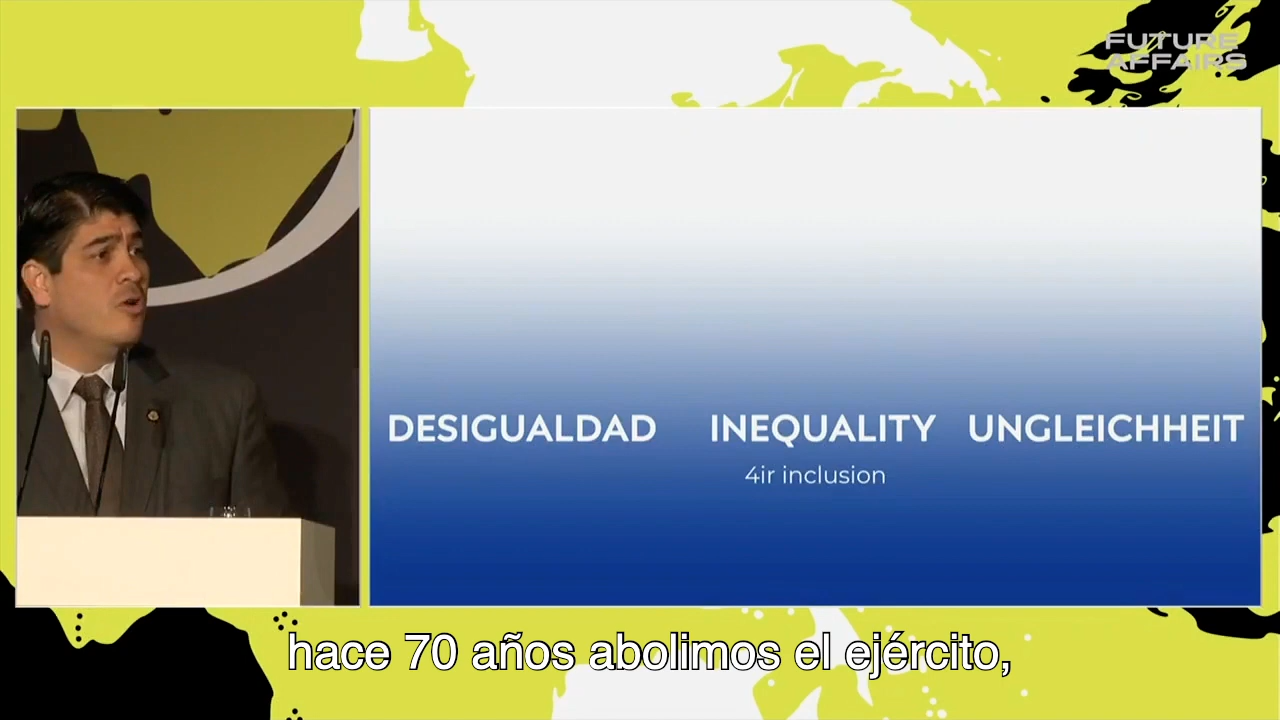 FUTURE
AFFAIRS
DESIGUALDAD INEQUALITY UNGLEICHHEIT
4ir inclusion
hace 70 años abolimos el ejército,